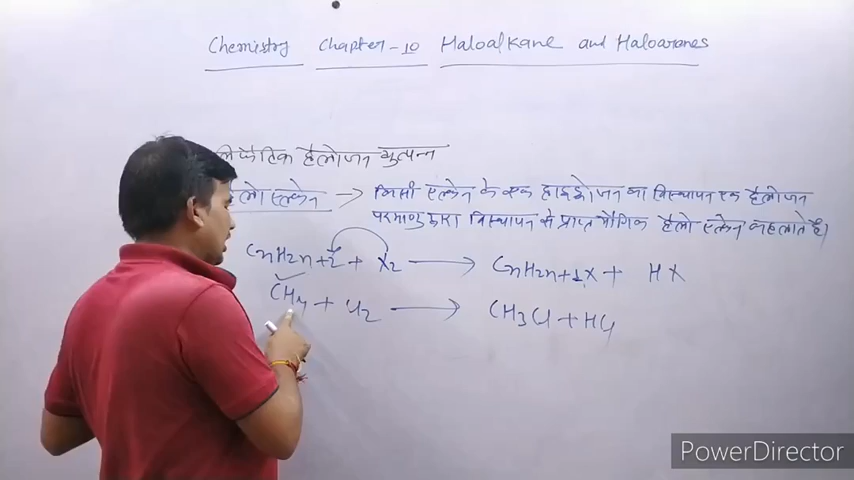 Chemistry Chapter-10 Haloalkane and Haloarenes
हैलोजन व्युत्पन्न
एल्केन → किसी एल्केन के एक हाइड्रोजन का विस्थापन एक हैलोजन
परमाणु द्वारा विस्थापन से प्राप्त यौगिक हैलो एल्केन कहलाते है।
CnH2n+2 + X2 → CnH2n+1X + HX
CH4 + Cl2 → CH3Cl + HCl
PowerDirector